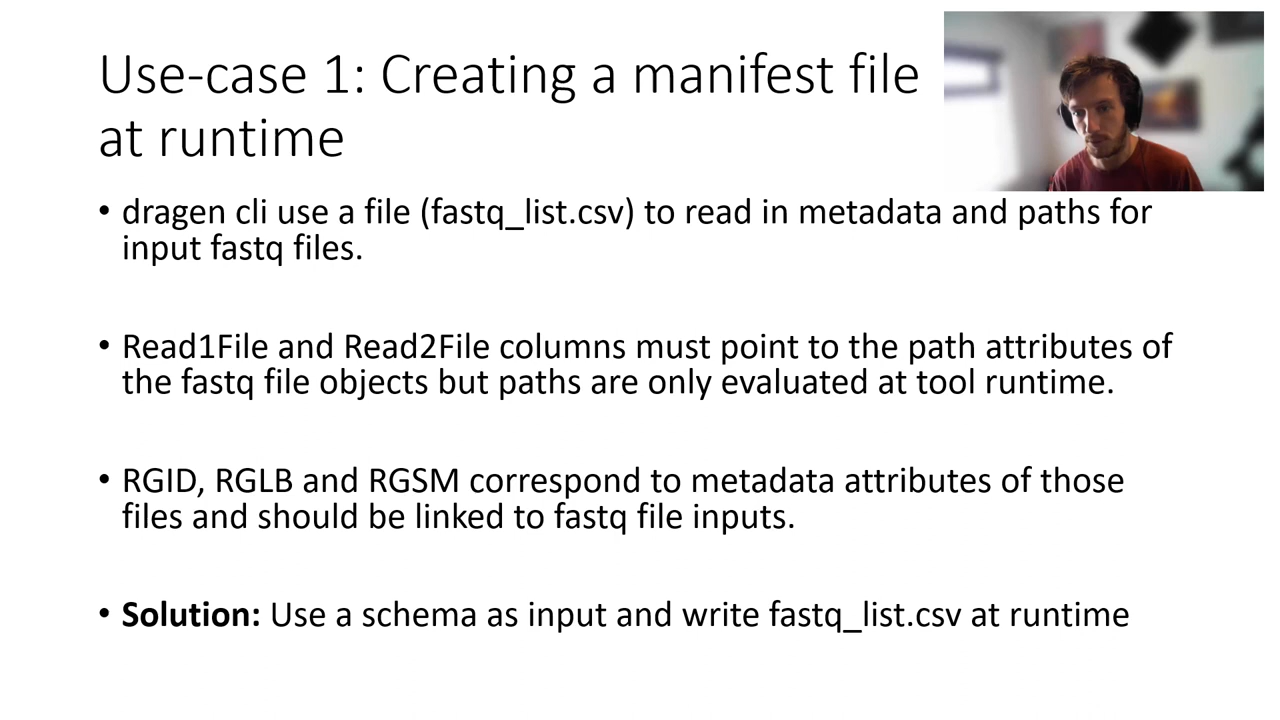 Use-case 1: Creating a manifest file
at runtime
• dragen cli use a file (fastq_list.csv) to read in metadata and paths for
input fastq files.
• Read1File and Read2File columns must point to the path attributes of
the fastq file objects but paths are only evaluated at tool runtime.
• RGID, RGLB and RGSM correspond to metadata attributes of those
files and should be linked to fastq file inputs.
• Solution: Use a schema as input and write fastq_list.csv at runtime